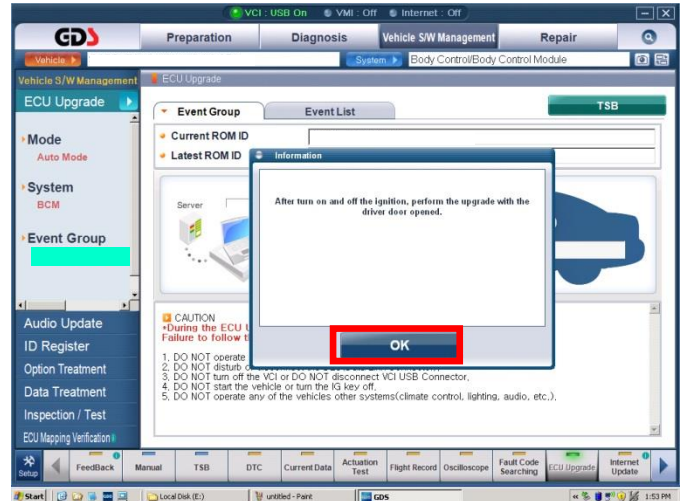 VCI : USB On VMI : Off Internet : Off
GDS Preparation Diagnosis Vehicle S/W Management Repair
Vehicle System Body Control/Body Control Module
Vehicle S/W Management ECU Upgrade
ECU Upgrade
Event Group Event List TSB
Mode
Auto Mode
Current ROM ID
Latest ROM ID
Information
System
BCM
Server
After turn on and off the ignition, perform the upgrade with the
driver door opened.
Event Group
OK
CAUTION
During the ECU
Failure to follow
1. DO NOT operate
2. DO NOT disturb
3. DO NOT turn off the VCI or DO NOT disconnect VCI USB Connector,
4. DO NOT start the vehicle or turn the IG key off,
5. DO NOT operate any of the vehicles other systems(climate control, lighting, audio, etc.),
Audio Update
ID Register
Option Treatment
Data Treatment
Inspection / Test
ECU Mapping Verification
Setup FeedBack Manual TSB DTC Current Data Actuation Test Flight Record Oscilloscope Fault Code Searching ECU Upgrade Internet Update
Start Local Disk (E:) untitled - Paint GDS 1:53 PM